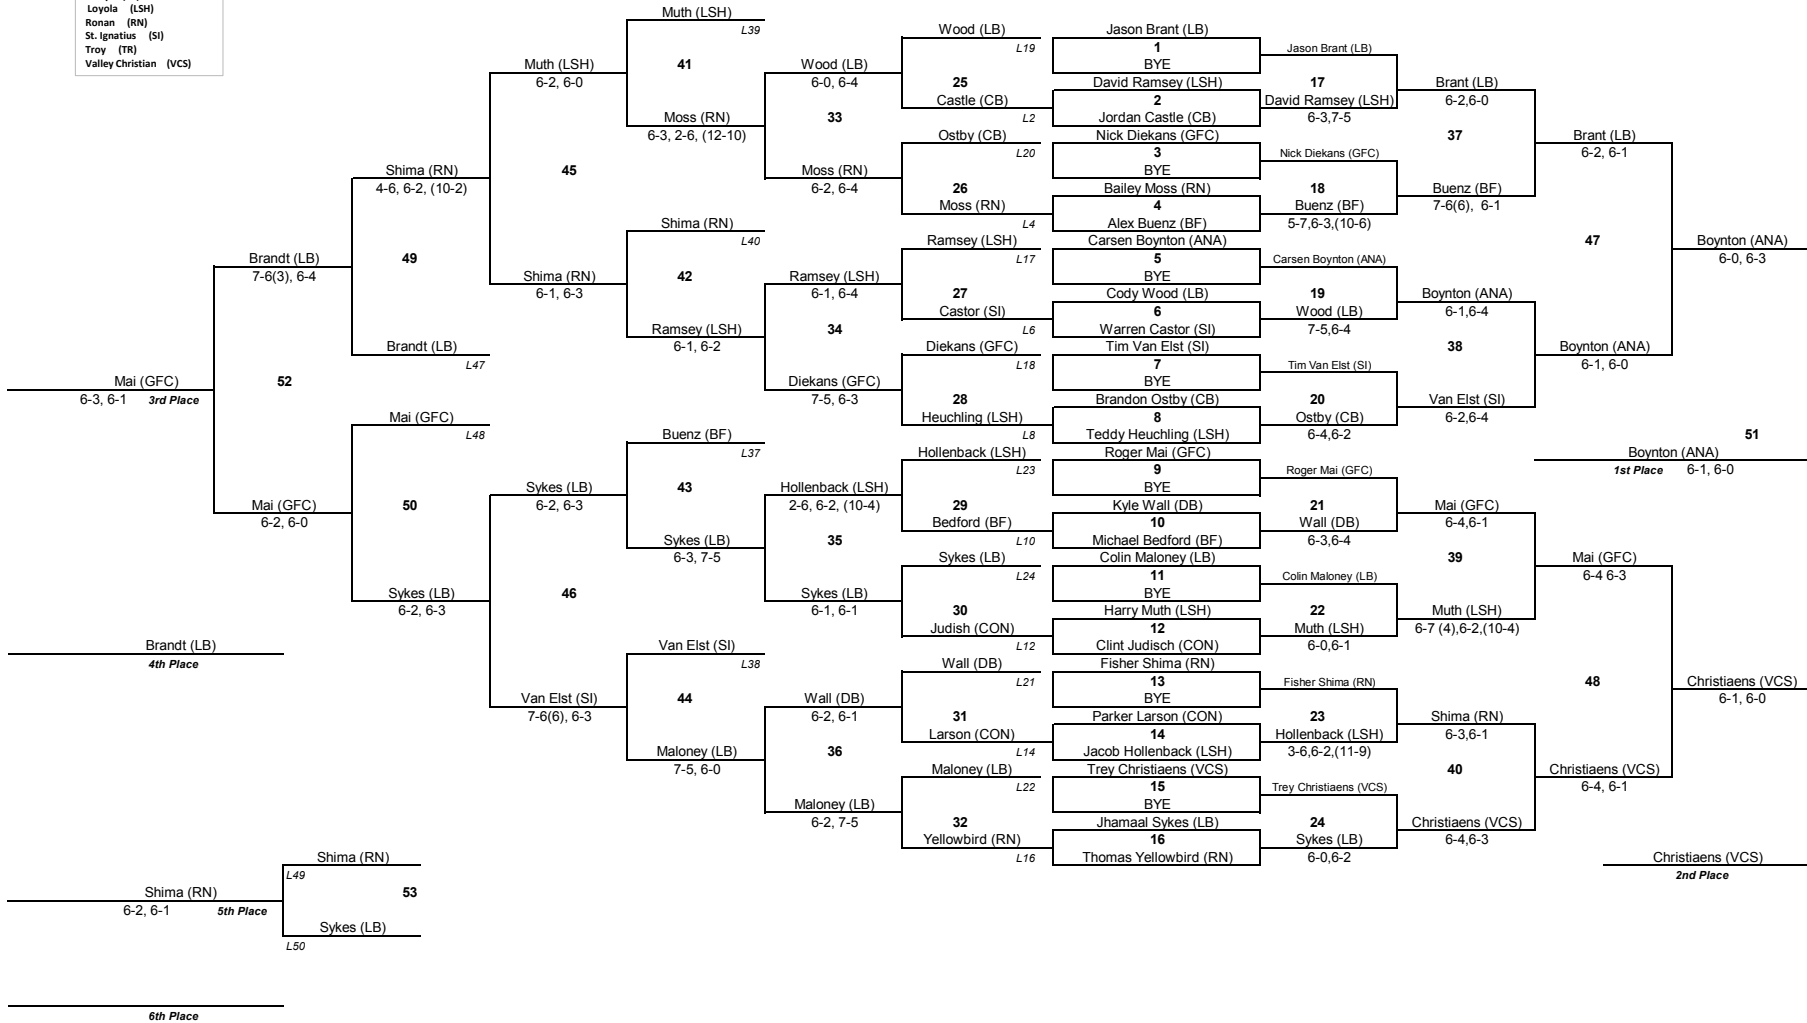 Loyola (LSH)
Ronan (RN)
St. Ignatius (SI)
Troy (TR)
Valley Christian (VCS)
Mai (GFC)
6-3, 6-1 3rd Place
Brandt (LB)
4th Place
Shima (RN)
6-2, 6-1 5th Place
6th Place
Brandt (LB)
7-6(3), 6-4
52
Mai (GFC)
6-2, 6-0
Shima (RN)
L49
53
Sykes (LB)
L50
Shima (RN)
4-6, 6-2, (10-2)
49
Brandt (LB)
L47
Mai (GFC)
L48
50
Sykes (LB)
6-2, 6-3
Muth (LSH)
6-2, 6-0
45
Shima (RN)
6-1, 6-3
Sykes (LB)
6-2, 6-3
46
Van Elst (SI)
7-6(6), 6-3
Muth (LSH)
L39
41
Moss (RN)
6-3, 2-6, (12-10)
Shima (RN)
L40
42
Ramsey (LSH)
6-1, 6-2
Buenz (BF)
L37
43
Sykes (LB)
6-3, 7-5
Van Elst (SI)
L38
44
Maloney (LB)
7-5, 6-0
Wood (LB)
6-0, 6-4
33
Moss (RN)
6-2, 6-4
Ramsey (LSH)
6-1, 6-4
34
Diekans (GFC)
7-5, 6-3
Hollenback (LSH)
2-6, 6-2, (10-4)
35
Sykes (LB)
6-1, 6-1
Wall (DB)
6-2, 6-1
36
Maloney (LB)
6-2, 7-5
Wood (LB)
L19
25
Castle (CB)
L2
Ostby (CB)
L20
26
Moss (RN)
L4
Ramsey (LSH)
L17
27
Castor (SI)
L6
Diekans (GFC)
L18
28
Heuchling (LSH)
L8
Hollenback (LSH)
L23
29
Bedford (BF)
L10
Sykes (LB)
L24
30
Judish (CON)
L12
Wall (DB)
L21
31
Larson (CON)
L14
Maloney (LB)
L22
32
Yellowbird (RN)
L16
Jason Brant (LB)
1
BYE
David Ramsey (LSH)
2
Jordan Castle (CB)
Nick Diekans (GFC)
3
BYE
Bailey Moss (RN)
4
Alex Buenz (BF)
Carsen Boynton (ANA)
5
BYE
Cody Wood (LB)
6
Warren Castor (SI)
Tim Van Elst (SI)
7
BYE
Brandon Ostby (CB)
8
Teddy Heuchling (LSH)
Roger Mai (GFC)
9
BYE
Kyle Wall (DB)
10
Michael Bedford (BF)
Colin Maloney (LB)
11
BYE
Harry Muth (LSH)
12
Clint Judisch (CON)
Fisher Shima (RN)
13
BYE
Parker Larson (CON)
14
Jacob Hollenback (LSH)
Trey Christiaens (VCS)
15
BYE
Jhamaal Sykes (LB)
16
Thomas Yellowbird (RN)
Jason Brant (LB)
17
David Ramsey (LSH)
6-3,7-5
Nick Diekans (GFC)
18
Buenz (BF)
5-7,6-3,(10-6)
Carsen Boynton (ANA)
19
Wood (LB)
7-5,6-4
Tim Van Elst (SI)
20
Ostby (CB)
6-4,6-2
Roger Mai (GFC)
21
Wall (DB)
6-3,6-4
Colin Maloney (LB)
22
Muth (LSH)
6-0,6-1
Fisher Shima (RN)
23
Hollenback (LSH)
3-6,6-2,(11-9)
Trey Christiaens (VCS)
24
Sykes (LB)
6-0,6-2
Brant (LB)
6-2,6-0
37
Buenz (BF)
7-6(6), 6-1
Boynton (ANA)
6-1,6-4
38
Van Elst (SI)
6-2,6-4
Mai (GFC)
6-4,6-1
39
Muth (LSH)
6-7 (4),6-2,(10-4)
Shima (RN)
6-3,6-1
40
Christiaens (VCS)
6-4,6-3
Brant (LB)
6-2, 6-1
47
Boynton (ANA)
6-1, 6-0
Mai (GFC)
6-4 6-3
48
Christiaens (VCS)
6-4, 6-1
Boynton (ANA)
6-0, 6-3
51
Boynton (ANA)
1st Place 6-1, 6-0
Christiaens (VCS)
6-1, 6-0
Christiaens (VCS)
2nd Place